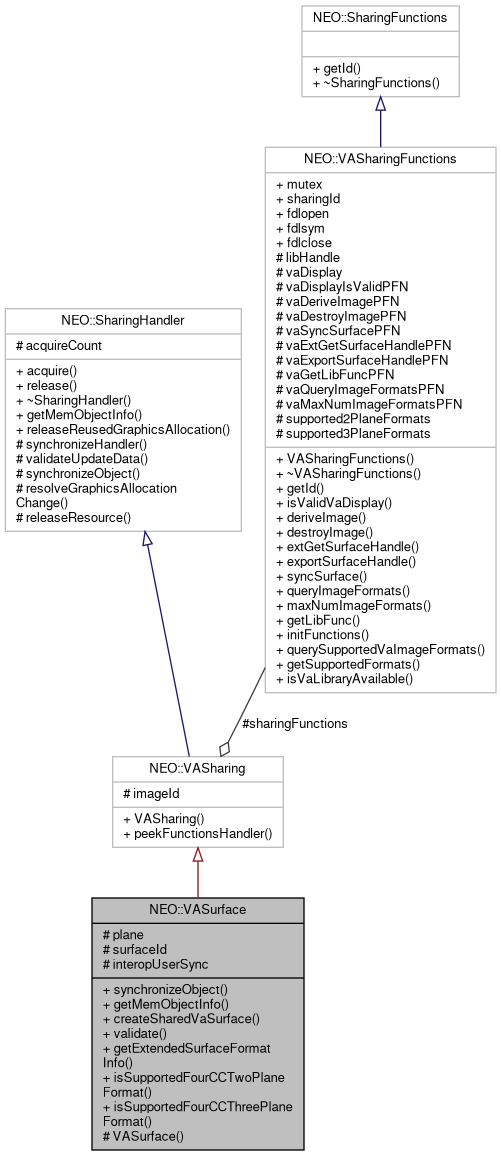 NEO::SharingFunctions
+ getId()
+ ~SharingFunctions()
NEO::VASharingFunctions
+ mutex
+ sharingId
+ fdlopen
+ fdlsym
+ fdlclose
# libHandle
# vaDisplay
# vaDisplayIsValidPFN
# vaDeriveImagePFN
# vaDestroyImagePFN
# vaSyncSurfacePFN
# vaExtGetSurfaceHandlePFN
# vaExportSurfaceHandlePFN
# vaGetLibFuncPFN
# vaQueryImageFormatsPFN
# vaMaxNumImageFormatsPFN
# supported2PlaneFormats
# supported3PlaneFormats
+ VASharingFunctions()
+ ~VASharingFunctions()
+ getId()
+ isValidVaDisplay()
+ deriveImage()
+ destroyImage()
+ extGetSurfaceHandle()
+ exportSurfaceHandle()
+ syncSurface()
+ queryImageFormats()
+ maxNumImageFormats()
+ getLibFunc()
+ initFunctions()
+ querySupportedVaImageFormats()
+ getSupportedFormats()
+ isVaLibraryAvailable()
NEO::SharingHandler
# acquireCount
+ acquire()
+ release()
+ ~SharingHandler()
+ getMemObjectInfo()
+ releaseReusedGraphicsAllocation()
# synchronizeHandler()
# validateUpdateData()
# synchronizeObject()
# resolveGraphicsAllocation
Change()
# releaseResource()
#sharingFunctions
NEO::VASharing
# imageId
+ VASharing()
+ peekFunctionsHandler()
NEO::VASurface
# plane
# surfaceId
# interopUserSync
+ synchronizeObject()
+ getMemObjectInfo()
+ createSharedVaSurface()
+ validate()
+ getExtendedSurfaceFormat
Info()
+ isSupportedFourCCTwoPlane
Format()
+ isSupportedFourCCThreePlane
Format()
# VASurface()